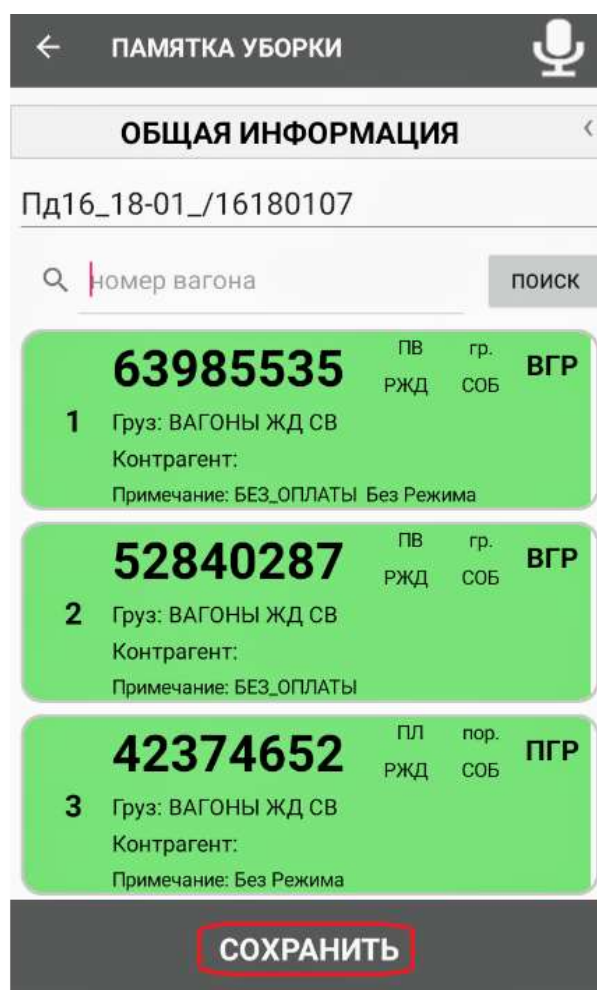 ПАМЯТКА УБОРКИ
ОБЩАЯ ИНФОРМАЦИЯ
Пд16_18-01_/16180107
номер вагона ПОИСК
63985535 ПВ гр. ВГР
РЖД СОБ
1 Груз: ВАГОНЫ ЖД СВ
Контрагент:
Примечание: БЕЗ_ОПЛАТЫ Без Режима
52840287 ПВ гр. ВГР
РЖД СОБ
2 Груз: ВАГОНЫ ЖД СВ
Контрагент:
Примечание: БЕЗ_ОПЛАТЫ
42374652 ПЛ пор. ПГР
РЖД СОБ
3 Груз: ВАГОНЫ ЖД СВ
Контрагент:
Примечание: Без Режима
СОХРАНИТЬ